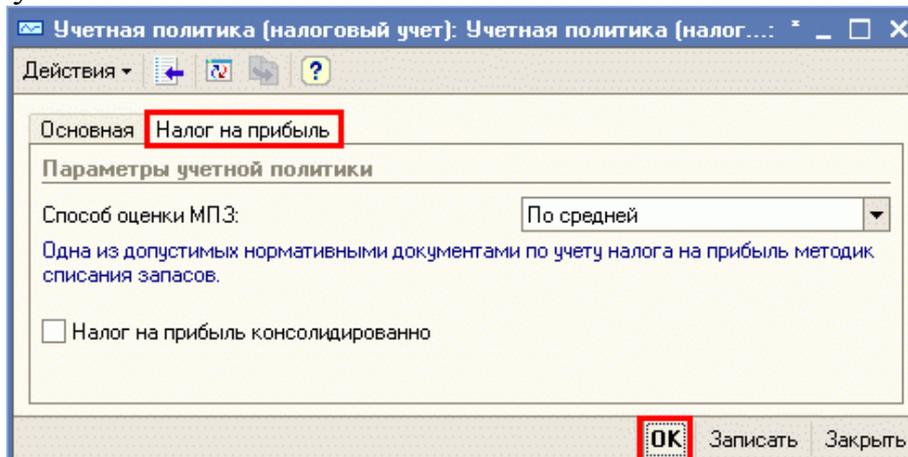 Учетная политика (налоговый учет): Учетная политика (налог...: *
Действия
Основная Налог на прибыль
Параметры учетной политики
Способ оценки МПЗ: По средней
Одна из допустимых нормативными документами по учету налога на прибыль методик
списания запасов.
Налог на прибыль консолидированно
OK Записать Закрыть